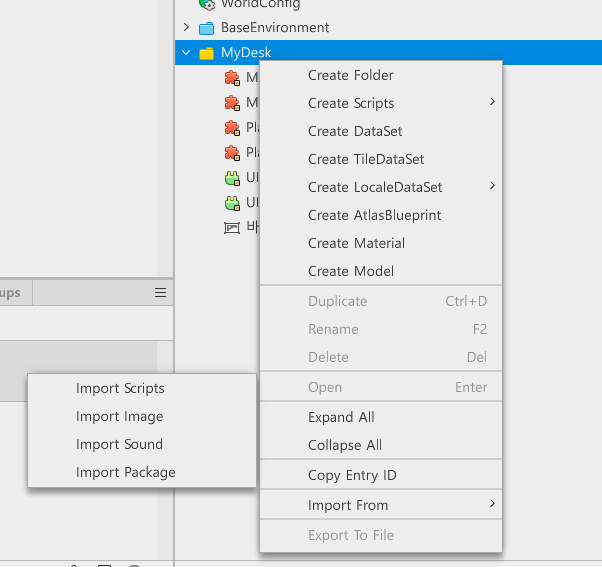 WorldConfig
BaseEnvironment
MyDesk
Create Folder
Create Scripts
Create DataSet
Create TileDataSet
Create LocaleDataSet
Create AtlasBlueprint
Create Material
Create Model
Duplicate Ctrl+D
Rename F2
Delete Del
Open Enter
Expand All
Collapse All
Copy Entry ID
Import From
Export To File
M
M
Pla
Pla
UI
UI
ups
Import Scripts
Import Image
Import Sound
Import Package